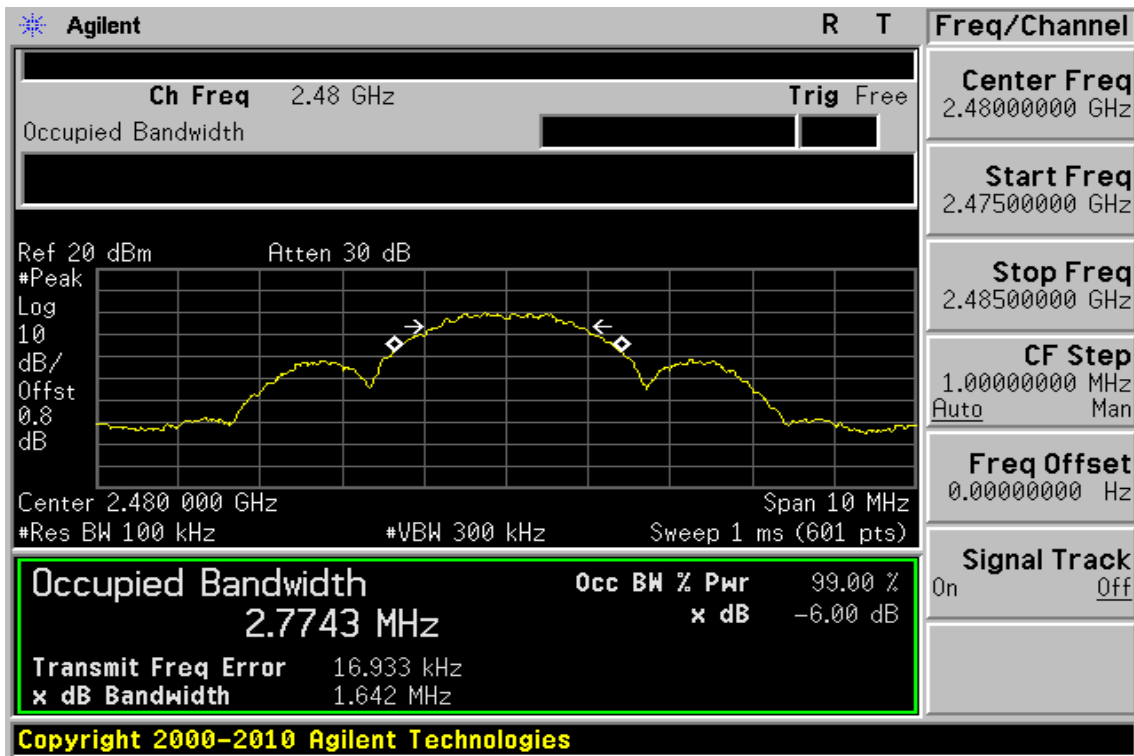 Agilent R T Freq/Channel
Ch Freq 2.48 GHz Trig Free
Occupied Bandwidth
Center Freq
2.48000000 GHz
Start Freq
2.47500000 GHz
Stop Freq
2.48500000 GHz
CF Step
1.00000000 MHz
Auto Man
Freq Offset
0.00000000 Hz
Signal Track
On Off
Ref 20 dBm Atten 30 dB
#Peak
Log
10
dB/
Offst
0.8
dB
Center 2.480 000 GHz Span 10 MHz
#Res BW 100 kHz #VBW 300 kHz Sweep 1 ms (601 pts)
Occupied Bandwidth Occ BW % Pwr 99.00 %
2.7743 MHz x dB -6.00 dB
Transmit Freq Error 16.933 kHz
x dB Bandwidth 1.642 MHz
Copyright 2000-2010 Agilent Technologies